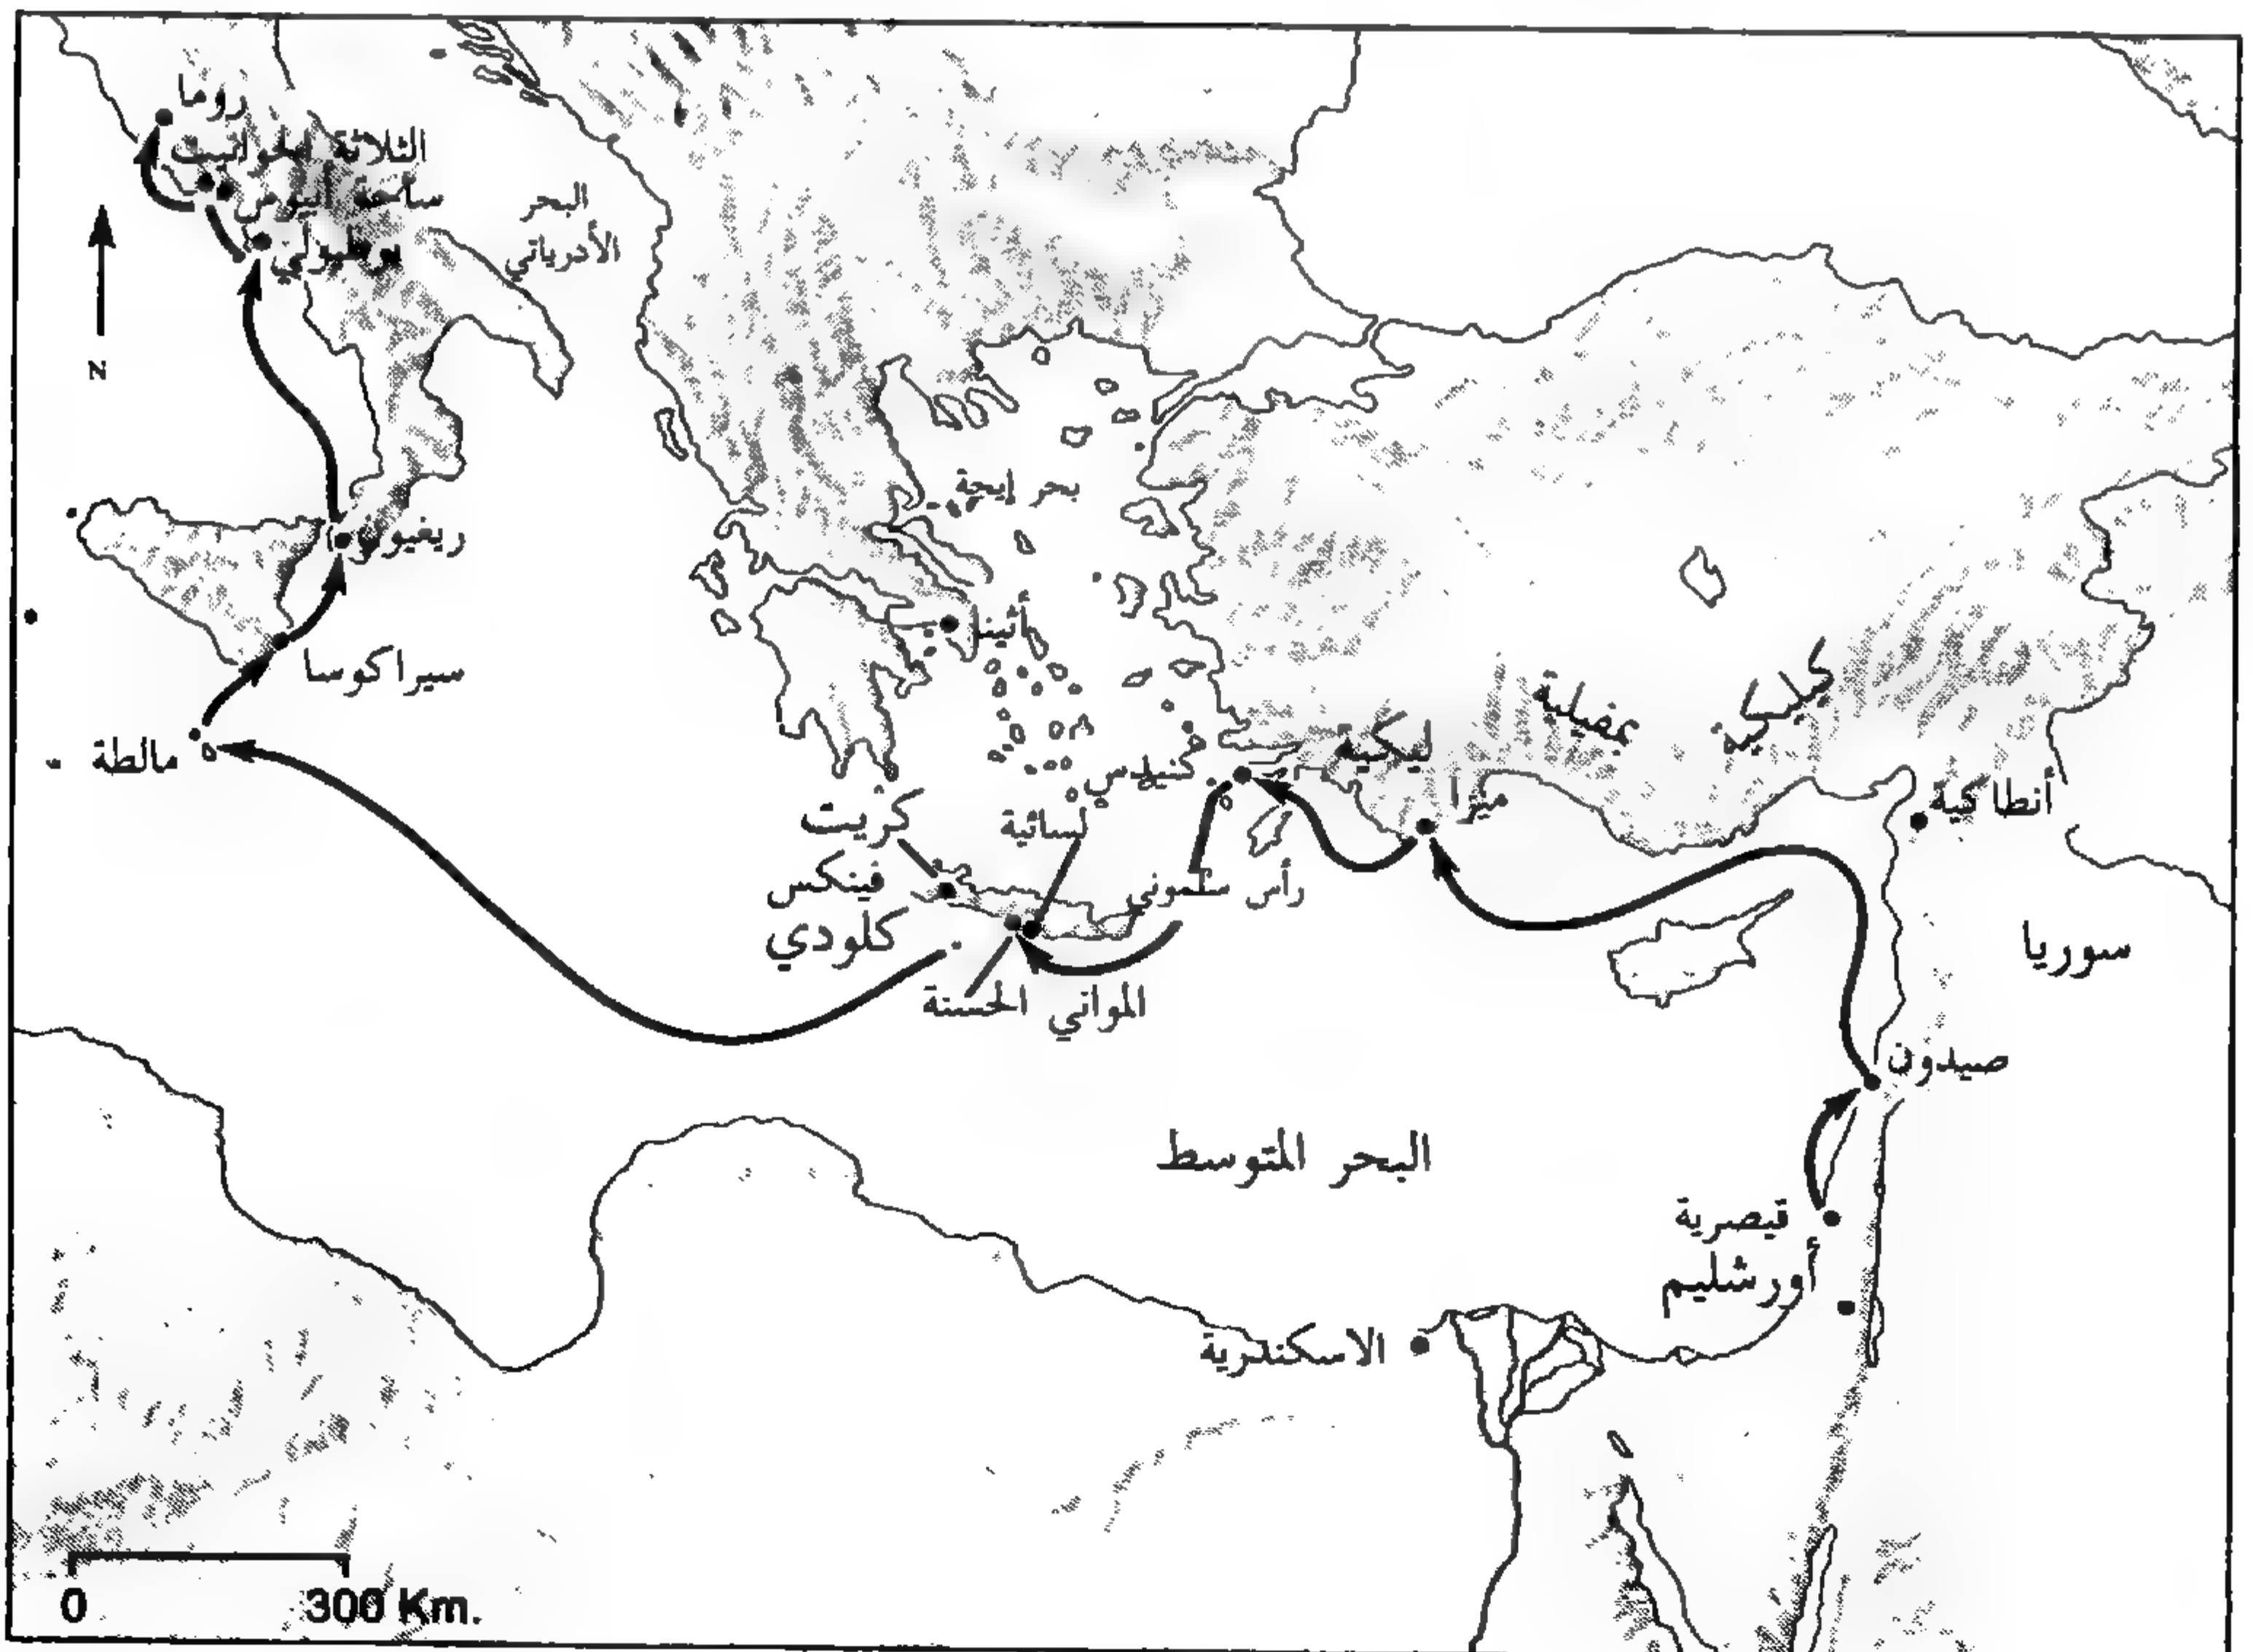 روما
الثلاثة الحوانيت
ساحة أبيوس
بوطيولي
البحر
الأدرياتي
N
بحر إيجة
ريغيون
أثينا
سيراكوسا
كيليكية
بمفيلية
ليكية
مالطة
كنيدس
ميرا
أنطاكية
كريت
لسائية
فينكس
رأس سلموني
كلودي
سوريا
المواني الحسنة
صيدون
البحر المتوسط
قيصرية
أورشليم
الاسكندرية
0 300 Km.